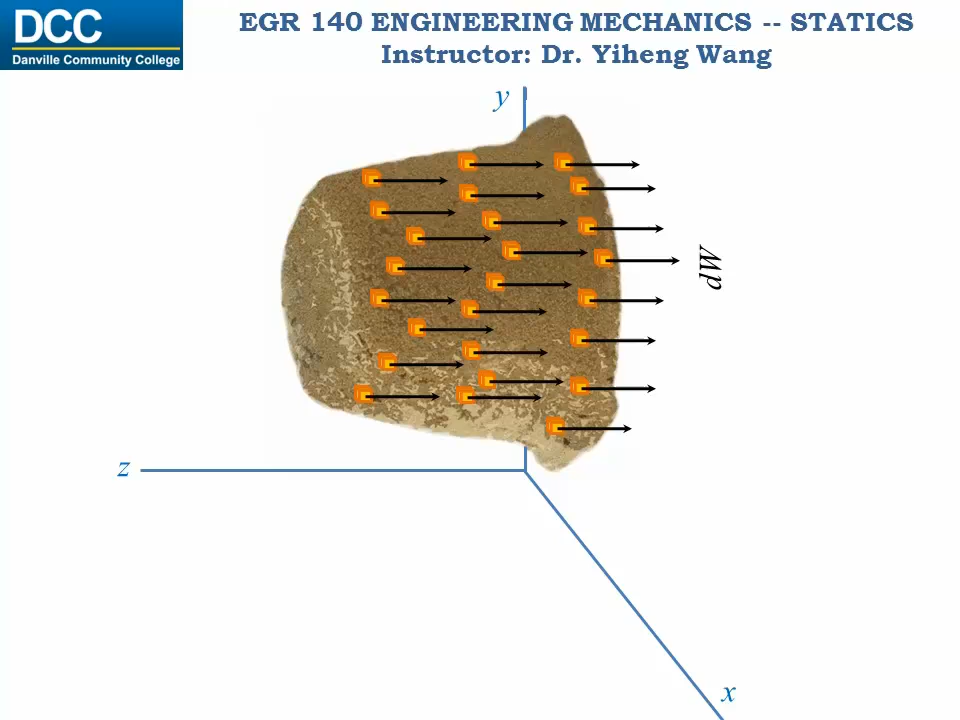 DCC
Danville Community College
EGR 140 ENGINEERING MECHANICS -- STATICS
Instructor: Dr. Yiheng Wang
y
dW
z
x